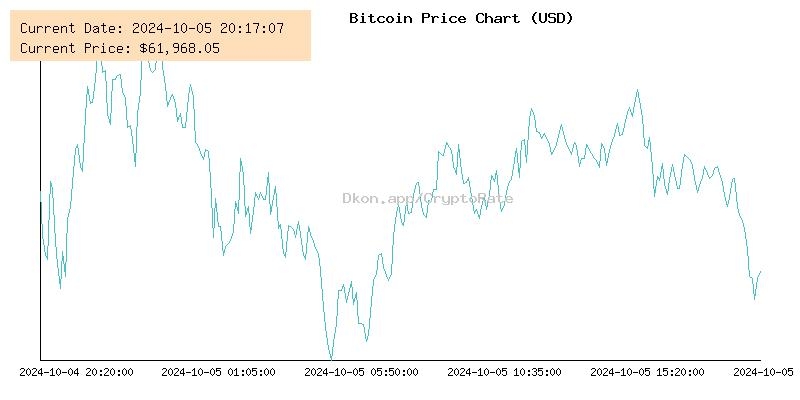 Bitcoin Price Chart (USD)
Current Date: 2024-10-05 20:17:07
Current Price: $61,968.05
Dkon.app/CryptoRate
2024-10-04 20:20:00 2024-10-05 01:05:00 2024-10-05 05:50:00 2024-10-05 10:35:00 2024-10-05 15:20:00 2024-10-05